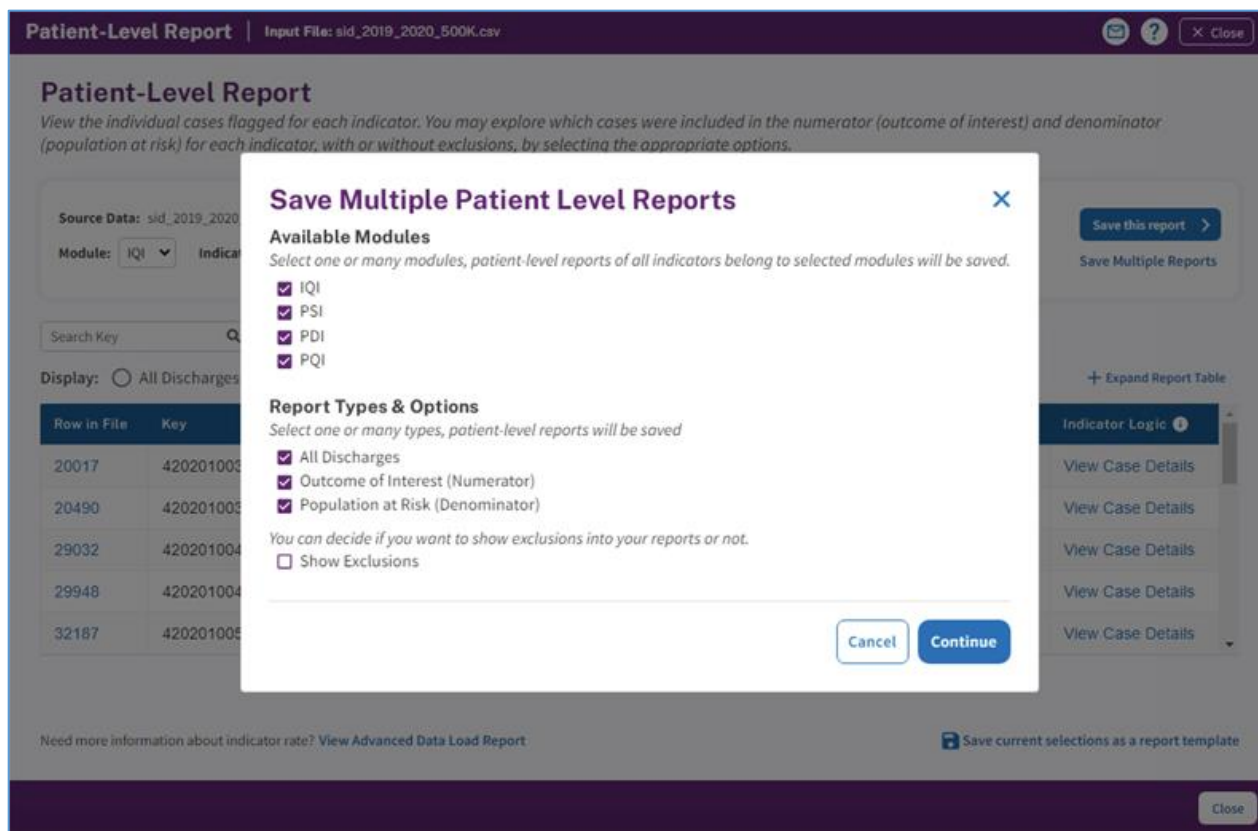 Patient-Level Report | Input File: sid_2019_2020_500K.csv
× Close
Patient-Level Report
View the individual cases flagged for each indicator. You may explore which cases were included in the numerator (outcome of interest) and denominator
(population at risk) for each indicator, with or without exclusions, by selecting the appropriate options.
Source Data: sid_2019_2020
Module: IQI
Save this report >
Save Multiple Reports
Search Key
Display: All Discharges
+ Expand Report Table
Row in File Key Indicator Logic
20017 420201003 View Case Details
20490 420201003 View Case Details
29032 420201004 View Case Details
29948 420201004 View Case Details
32187 420201005 View Case Details
Save Multiple Patient Level Reports
Available Modules
Select one or many modules, patient-level reports of all indicators belong to selected modules will be saved.
IQI
PSI
PDI
PQI
Report Types & Options
Select one or many types, patient-level reports will be saved
All Discharges
Outcome of Interest (Numerator)
Population at Risk (Denominator)
You can decide if you want to show exclusions into your reports or not.
Show Exclusions
Cancel Continue
Need more information about indicator rate? View Advanced Data Load Report
Save current selections as a report template
Close